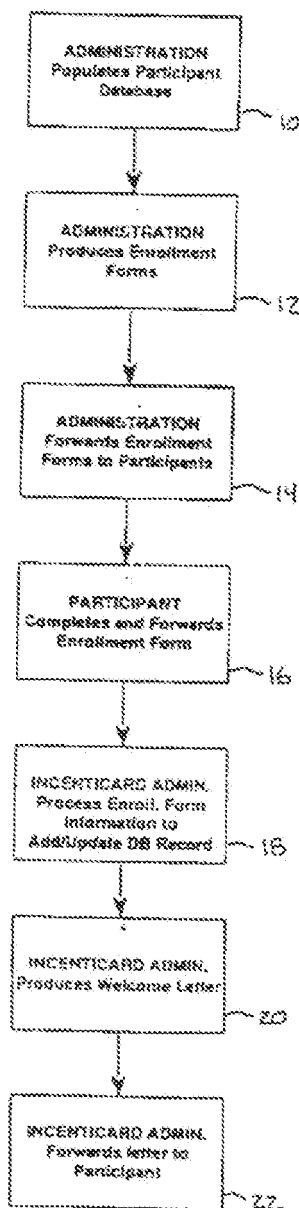 ADMINISTRATION
Populates Participant
Database
10
ADMINISTRATION
Produces Enrollment
Forms
12
ADMINISTRATION
Forwards Enrollment
Forms to Participants
14
PARTICIPANT
Completes and Forwards
Enrollment Form
16
INCENTICARD ADMIN.
Process Enroll. Form
Information to
Add/Update DB Record
18
INCENTICARD ADMIN.
Produces Welcome Letter
20
INCENTICARD ADMIN.
Forwards letter to
Participant
22